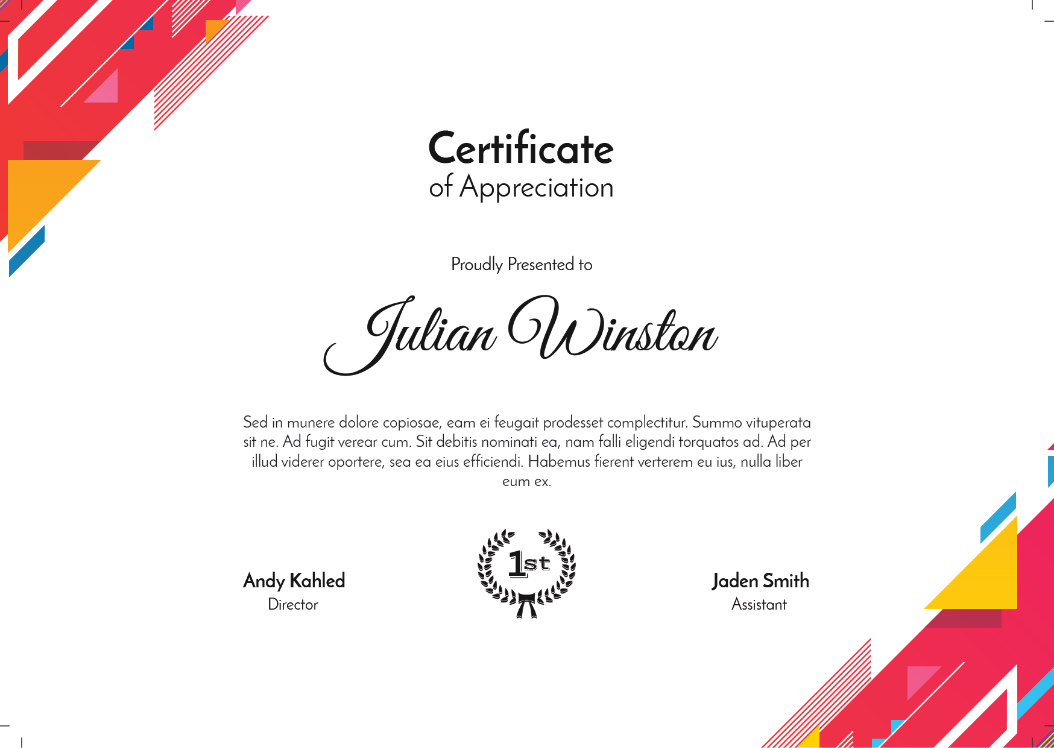 Certificate
of Appreciation
Proudly Presented to
Julian Winston
Sed in munere dolore copiosae, eam ei feugait prodesset complectitur. Summo vituperata
sit ne. Ad fugit verear cum. Sit debitis nominati ea, nam falli eligendi torquatos ad. Ad per
illud viderer oportere, sea ea eius efficiendi. Habemus fierent verterem eu ius, nulla liber
eum ex.
1st
Andy Kahled
Director
Jaden Smith
Assistant